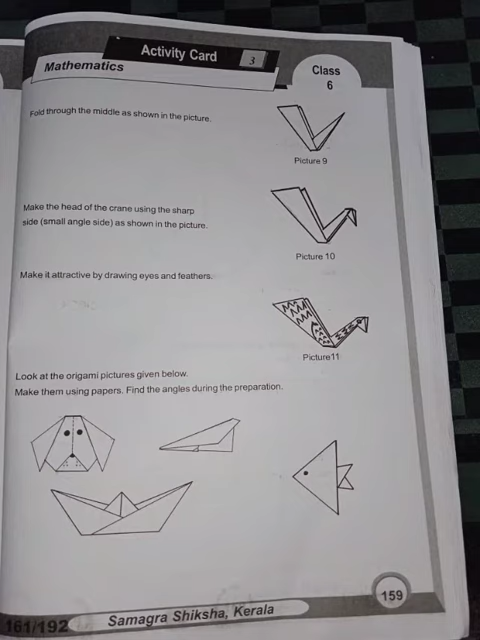 Activity Card 3
Mathematics
Class
6
Fold through the middle as shown in the picture.
Picture 9
Make the head of the crane using the sharp
side (small angle side) as shown in the picture.
Picture 10
Make it attractive by drawing eyes and feathers.
Picture11
Look at the origami pictures given below.
Make them using papers. Find the angles during the preparation.
159
Samagra Shiksha, Kerala
161/192